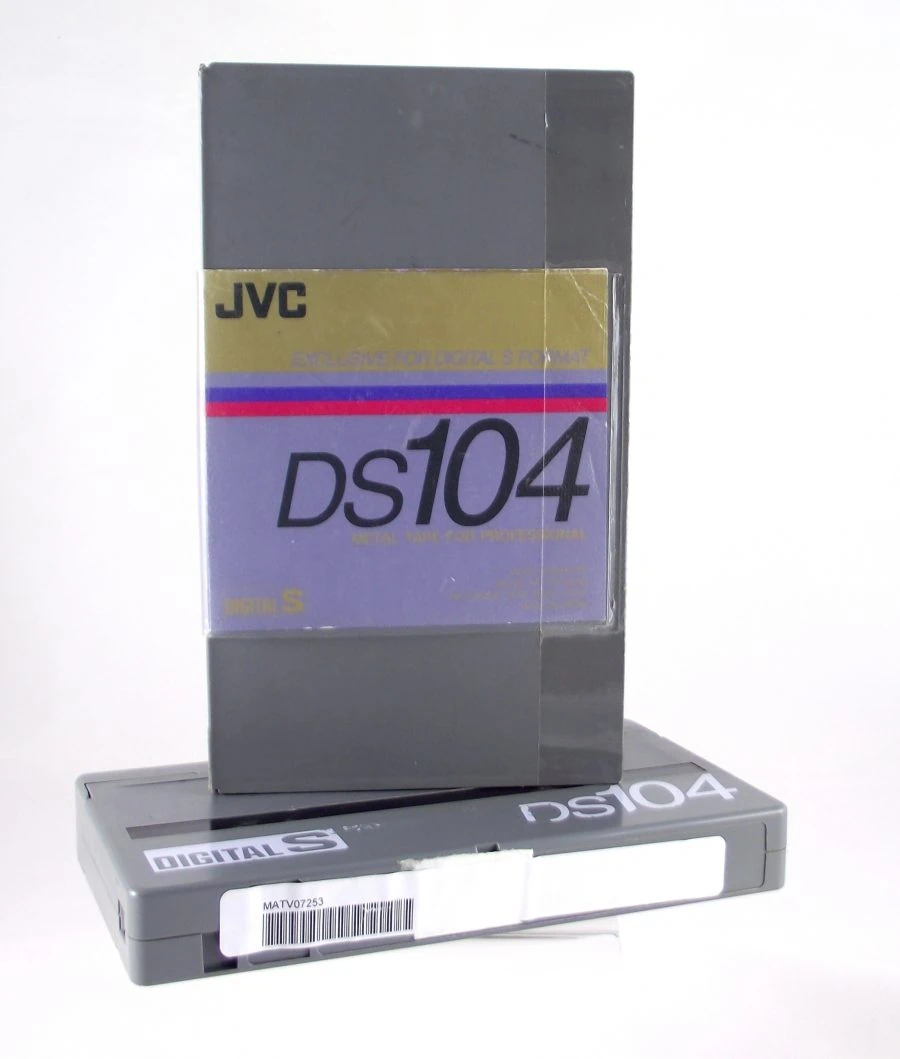 JVC
EXCLUSIVE FOR DIGITAL S FORMAT
DS104
METAL TAPE FOR PROFESSIONAL
DIGITAL S
DS104
DIGITAL S
MATV07253